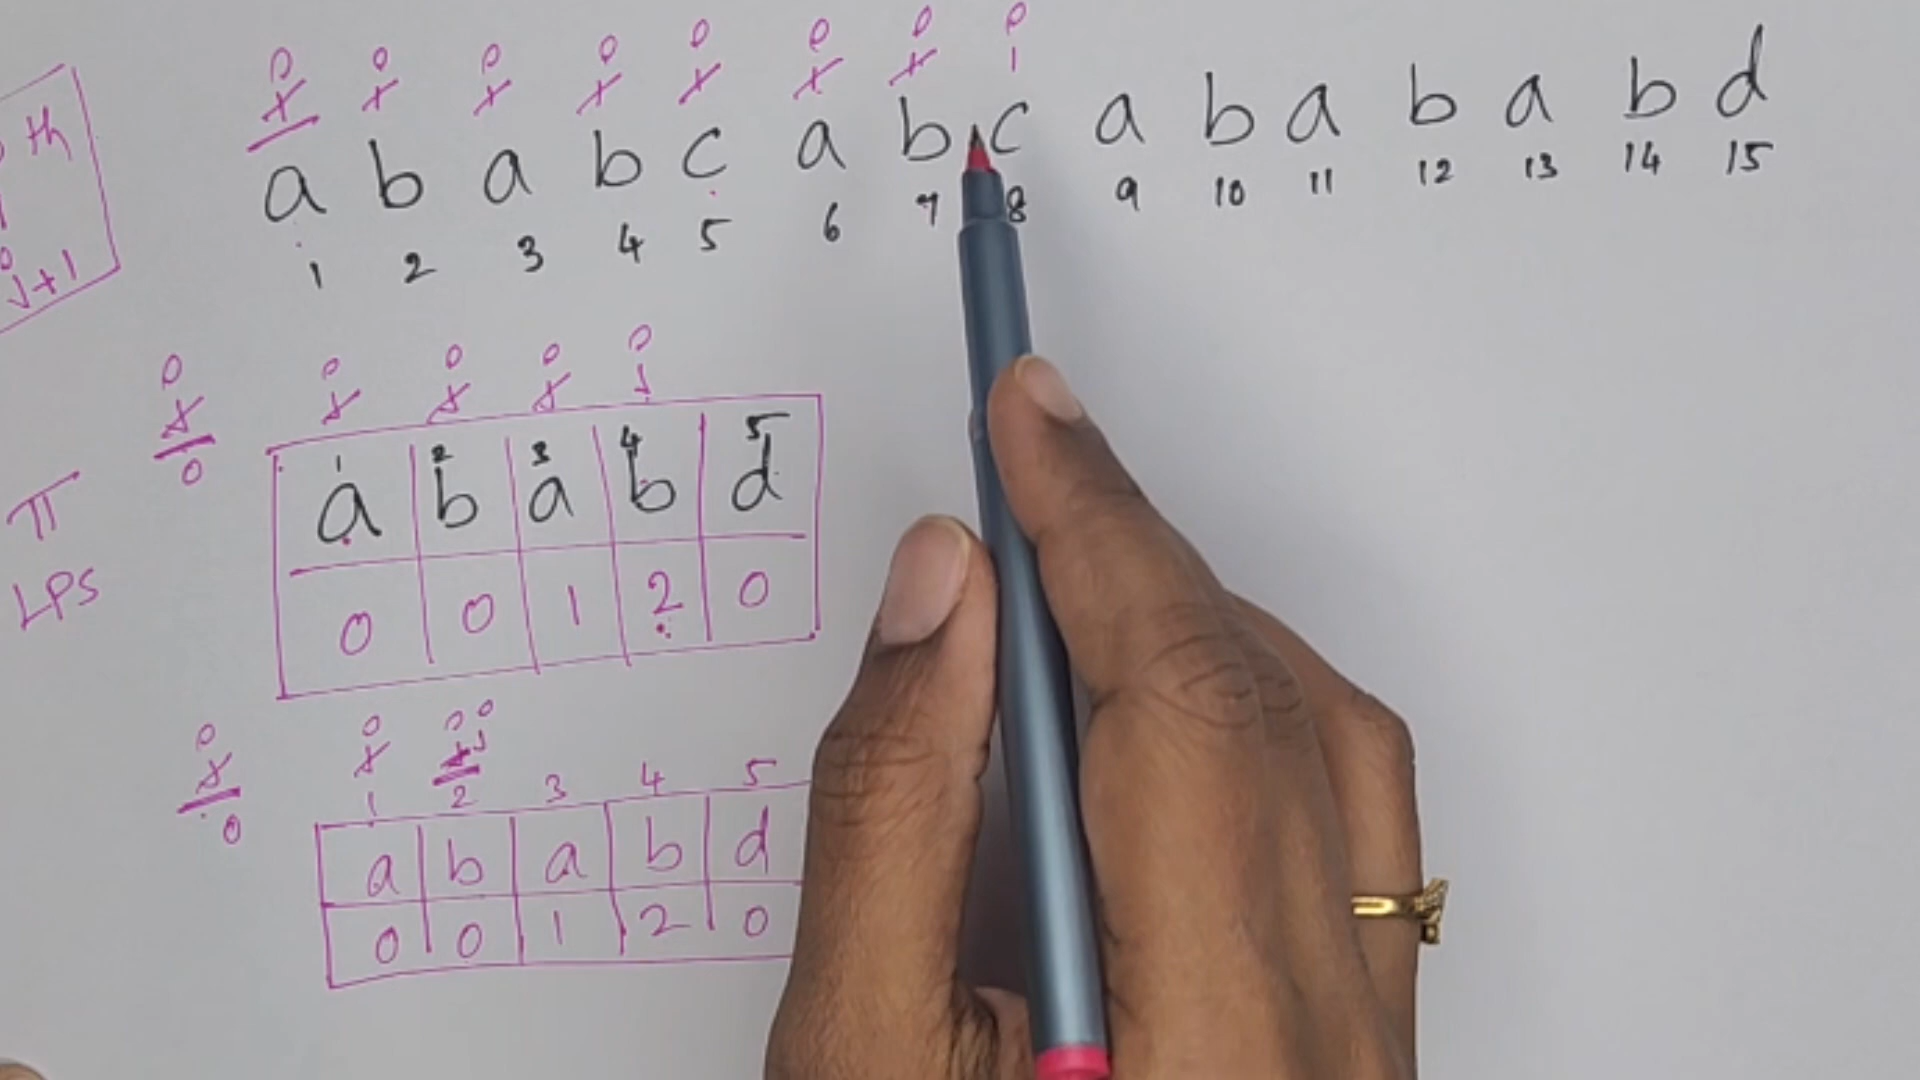 i i i i i i i i
a b a b c a b c a b a b a b d
1 2 3 4 5 6 7 8 9 10 11 12 13 14 15
th
j+1
j j j j j
0 1 2 3 4 5
a b a b d
π
LPS
0 0 1 2 0
j j j j
0 1 2 3 4 5
a b a b d
0 0 1 2 0